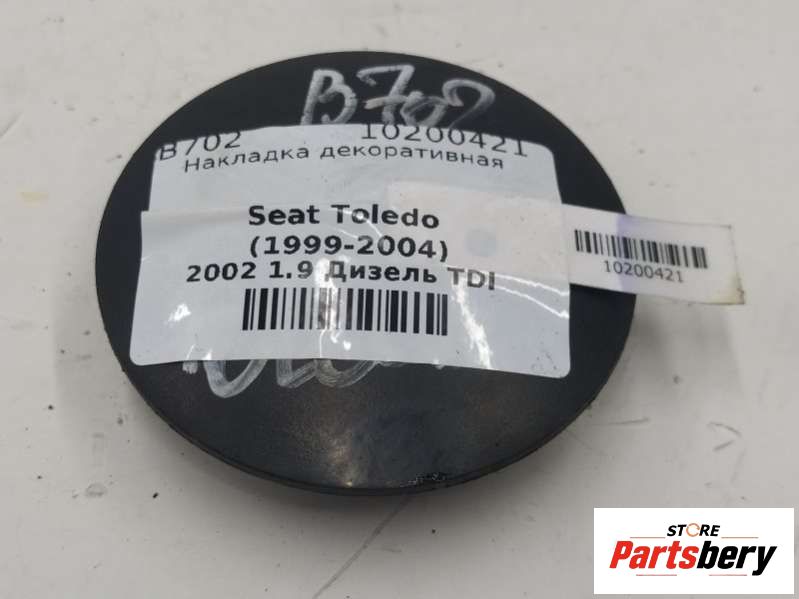 B702
B702 10200421
Накладка декоративная
Seat Toledo
(1999-2004)
2002 1.9 Дизель TDI
10200421
STORE
Partsbery